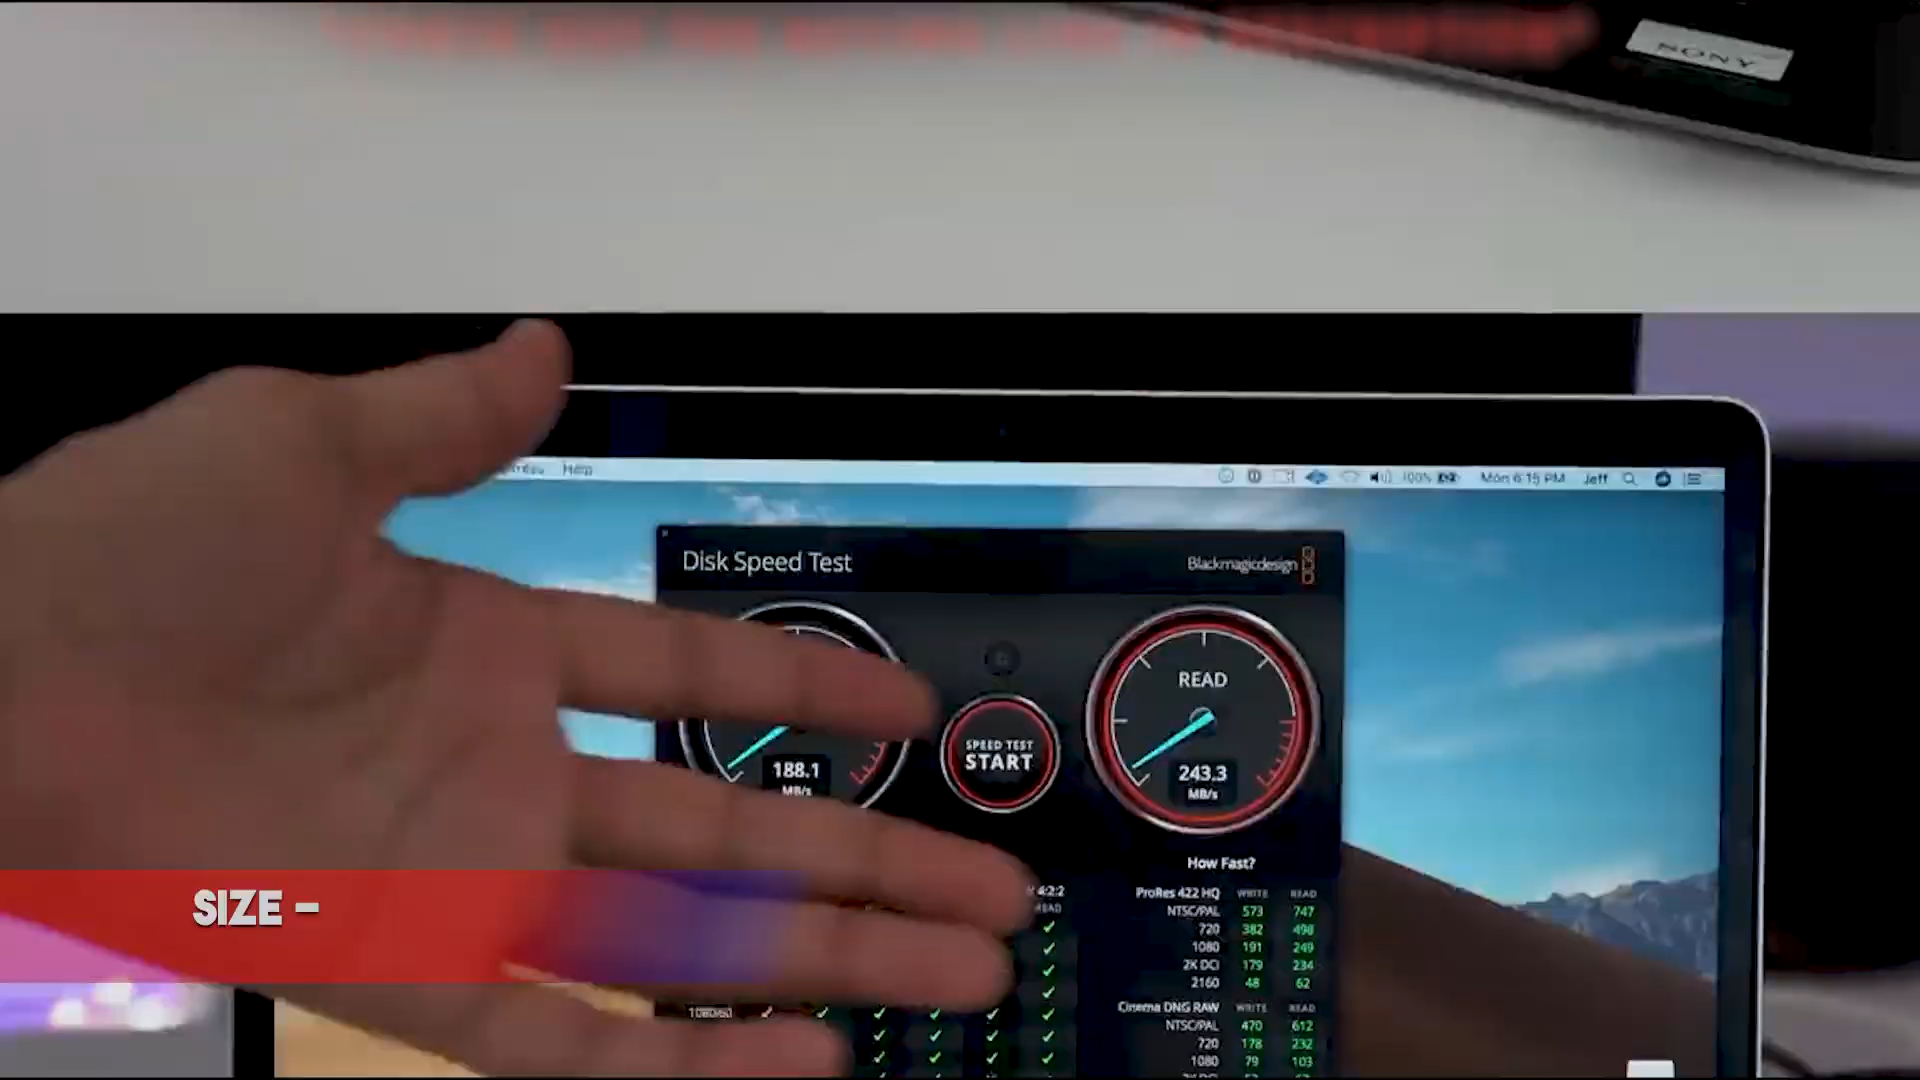 SONY
Help
100%
Mon 6:15 PM
Jeff
Disk Speed Test
Blackmagicdesign
188.1
MB/s
SPEED TEST
START
READ
243.3
MB/s
How Fast?
4:2:2
READ
ProRes 422 HQ WRITE READ
NTSC/PAL 573 747
720 382 498
1080 191 249
2K DCI 179 234
2160 48 62
Cinema DNG RAW WRITE READ
NTSC/PAL 470 612
720 178 232
1080 79 103
1080/60
SIZE -